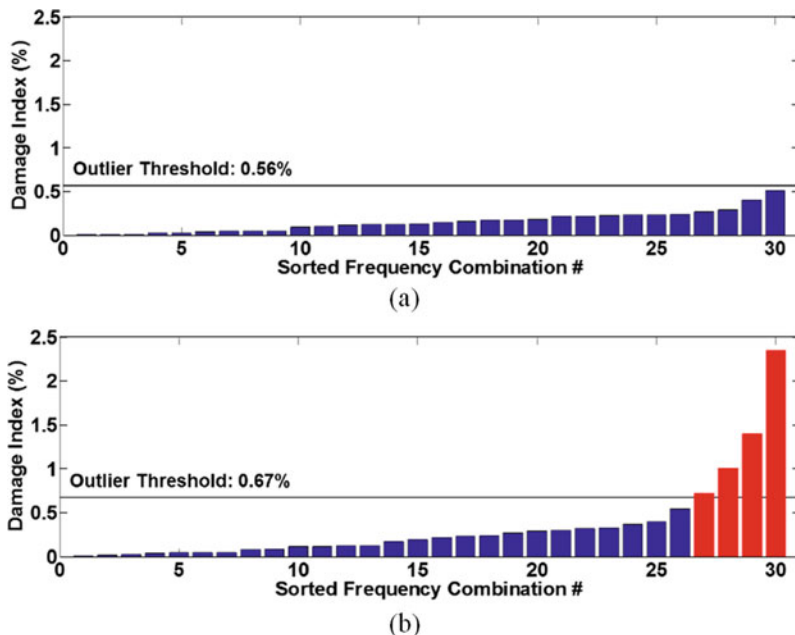 2.5
2
1.5
1
0.5
0
Damage Index (%)
Outlier Threshold: 0.56%
0 5 10 15 20 25 30
Sorted Frequency Combination #
(a)
2.5
2
1.5
1
0.5
0
Damage Index (%)
Outlier Threshold: 0.67%
0 5 10 15 20 25 30
Sorted Frequency Combination #
(b)